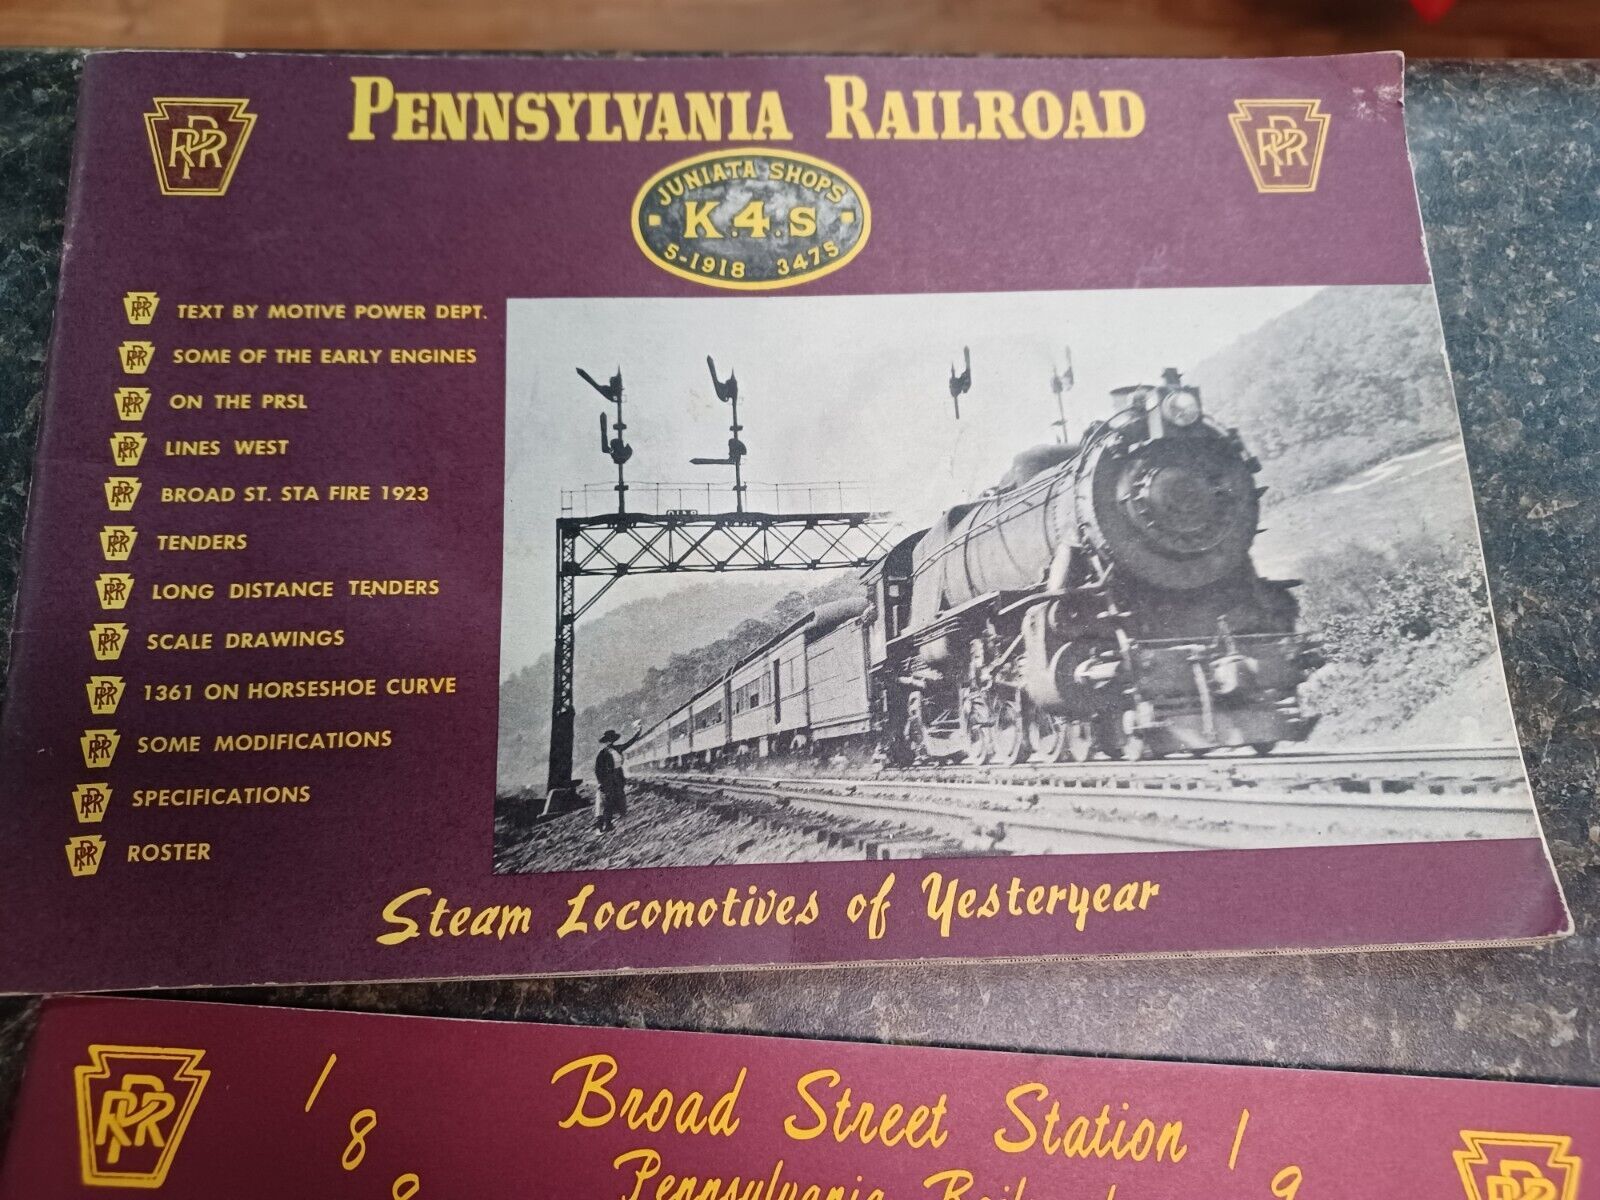 PENNSYLVANIA RAILROAD
PRR
PRR
JUNIATA SHOPS
K.4.s
5-1918 3475
PRR TEXT BY MOTIVE POWER DEPT.
PRR SOME OF THE EARLY ENGINES
PRR ON THE PRSL
PRR LINES WEST
PRR BROAD ST. STA FIRE 1923
PRR TENDERS
PRR LONG DISTANCE TENDERS
PRR SCALE DRAWINGS
PRR 1361 ON HORSESHOE CURVE
PRR SOME MODIFICATIONS
PRR SPECIFICATIONS
PRR ROSTER
Steam Locomotives of Yesteryear
PRR
1
8
Broad Street Station
1
9
Pennsylvania Railroad
PRR